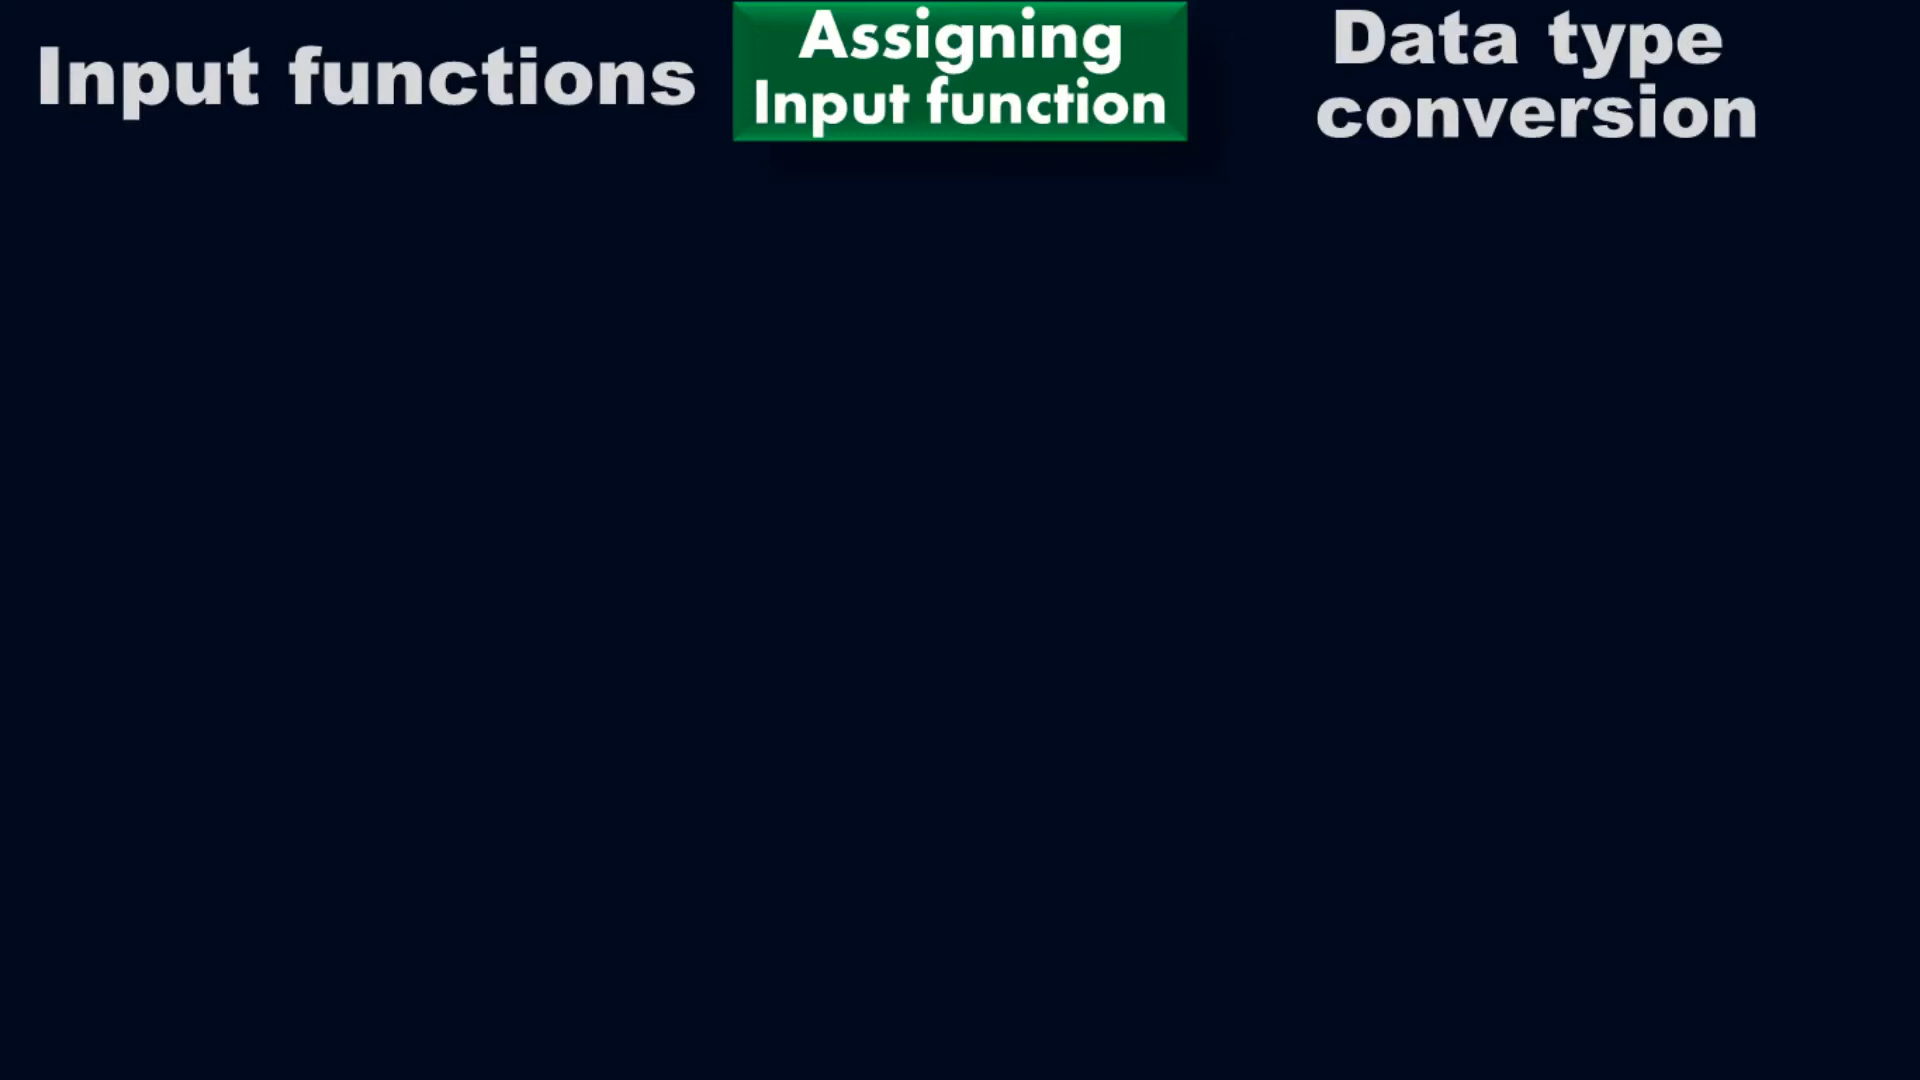 Input functions
Assigning
Input function
Data type
conversion